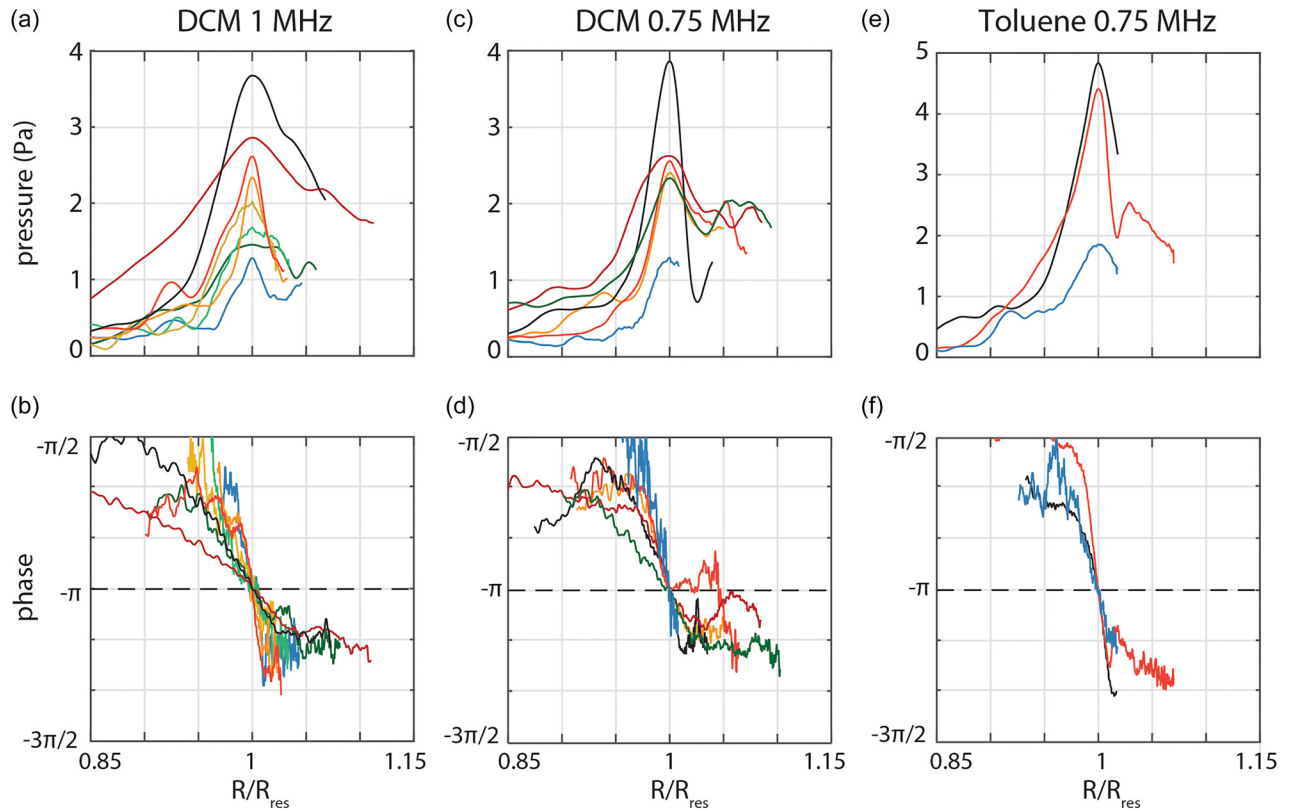 (a) DCM 1 MHz (c) DCM 0.75 MHz (e) Toluene 0.75 MHz
4 4 5
4
3 3
3
2 2
2
1 1
1
0 0 0
pressure (Pa)
(b) (d) (f)
-π/2 -π/2 -π/2
phase
-π -π -π
-3π/2 -3π/2 -3π/2
0.85 1 1.15 0.85 1 1.15 0.85 1 1.15
R/Rres R/Rres R/Rres